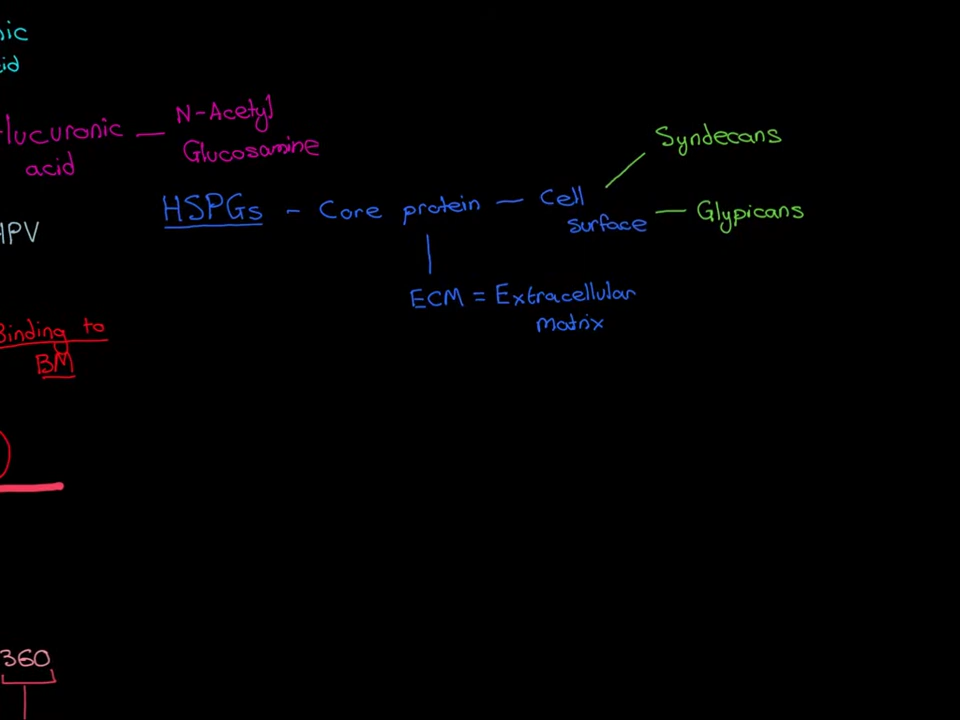 nic
id
lucuronic — N-Acetyl
acid Glucosamine
HSPGs - Core protein — Cell surface
Syndecans
— Glypicans
ECM = Extracellular
matrix
HPV
Binding to
BM
360